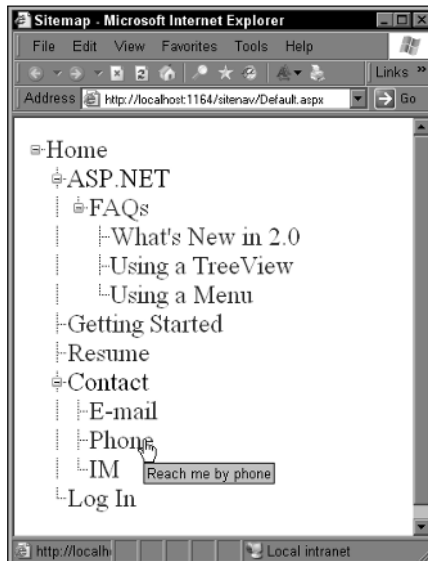 Sitemap - Microsoft Internet Explorer
File Edit View Favorites Tools Help
Links »
Address http://localhost:1164/sitenav/Default.aspx Go
Home
ASP.NET
FAQs
What's New in 2.0
Using a TreeView
Using a Menu
Getting Started
Resume
Contact
E-mail
Phone
IM
Reach me by phone
Log In
http://localh Local intranet